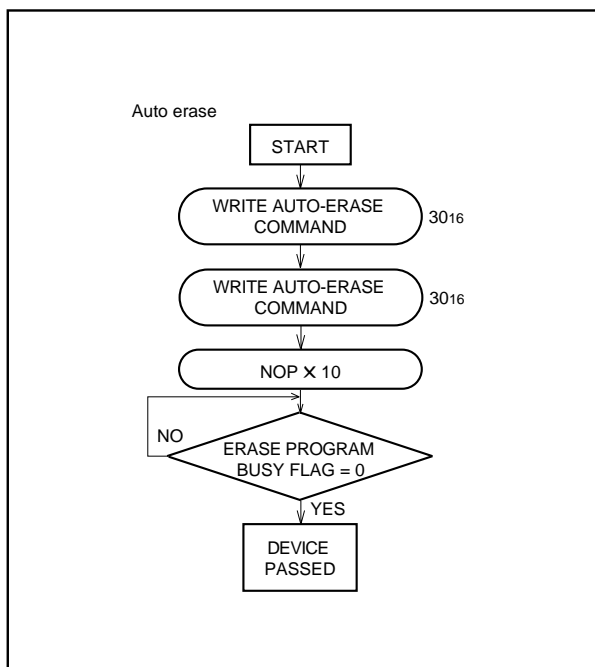 Auto erase
START
WRITE AUTO-ERASE
COMMAND
3016
WRITE AUTO-ERASE
COMMAND
3016
NOP × 10
NO
ERASE PROGRAM
BUSY FLAG = 0
YES
DEVICE
PASSED